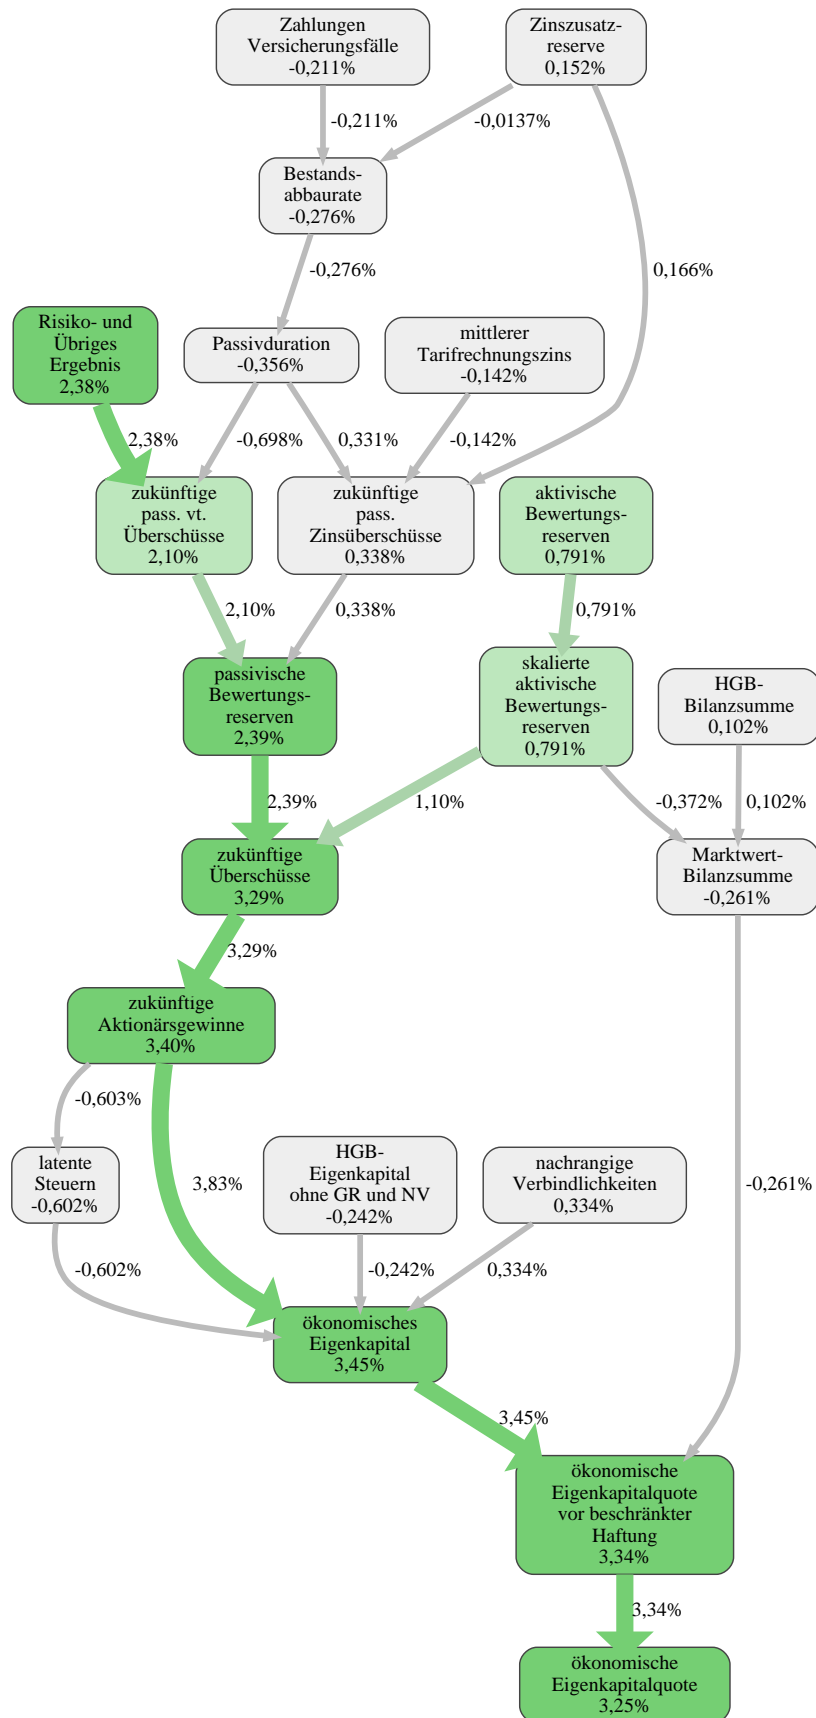 Zahlungen
Versicherungsfälle
-0,211%
Zinszusatz-
reserve
0,152%
-0,211%
-0,0137%
Bestands-
abbaurate
-0,276%
-0,276%
0,166%
Risiko- und
Übriges
Ergebnis
2,38%
Passivduration
-0,356%
mittlerer
Tarifrechnungszins
-0,142%
2,38%
-0,698%
0,331%
-0,142%
zukünftige
pass. vt.
Überschüsse
2,10%
zukünftige
pass.
Zinsüberschüsse
0,338%
aktivische
Bewertungs-
reserven
0,791%
2,10%
0,338%
0,791%
passivische
Bewertungs-
reserven
2,39%
skalierte
aktivische
Bewertungs-
reserven
0,791%
HGB-
Bilanzsumme
0,102%
2,39%
1,10%
-0,372%
0,102%
zukünftige
Überschüsse
3,29%
Marktwert-
Bilanzsumme
-0,261%
3,29%
zukünftige
Aktionärsgewinne
3,40%
-0,603%
3,83%
latente
Steuern
-0,602%
HGB-
Eigenkapital
ohne GR und NV
-0,242%
nachrangige
Verbindlichkeiten
0,334%
-0,261%
-0,602%
-0,242%
0,334%
ökonomisches
Eigenkapital
3,45%
3,45%
ökonomische
Eigenkapitalquote
vor beschränkter
Haftung
3,34%
3,34%
ökonomische
Eigenkapitalquote
3,25%